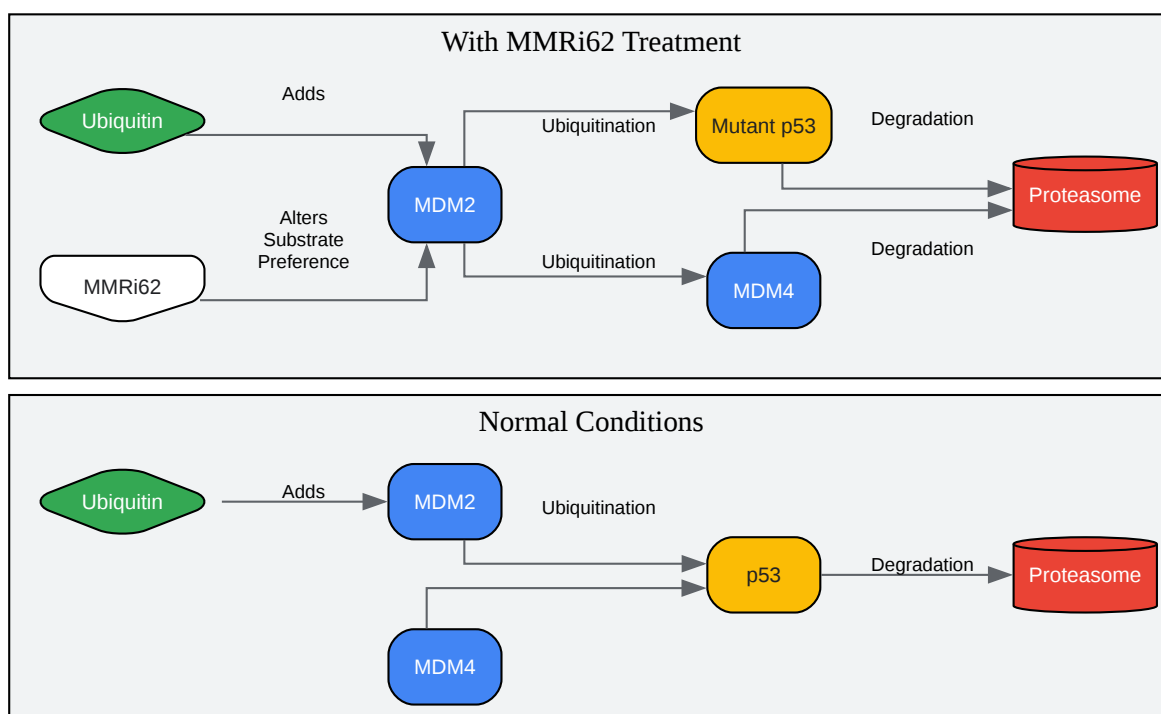 With MMRi62 Treatment
Ubiquitin
Adds
Ubiquitination
Mutant p53
Degradation
MDM2
Proteasome
Alters
Substrate
Preference
MMRi62
Ubiquitination
MDM4
Degradation
Normal Conditions
Ubiquitin
Adds
MDM2
Ubiquitination
p53
Degradation
Proteasome
MDM4